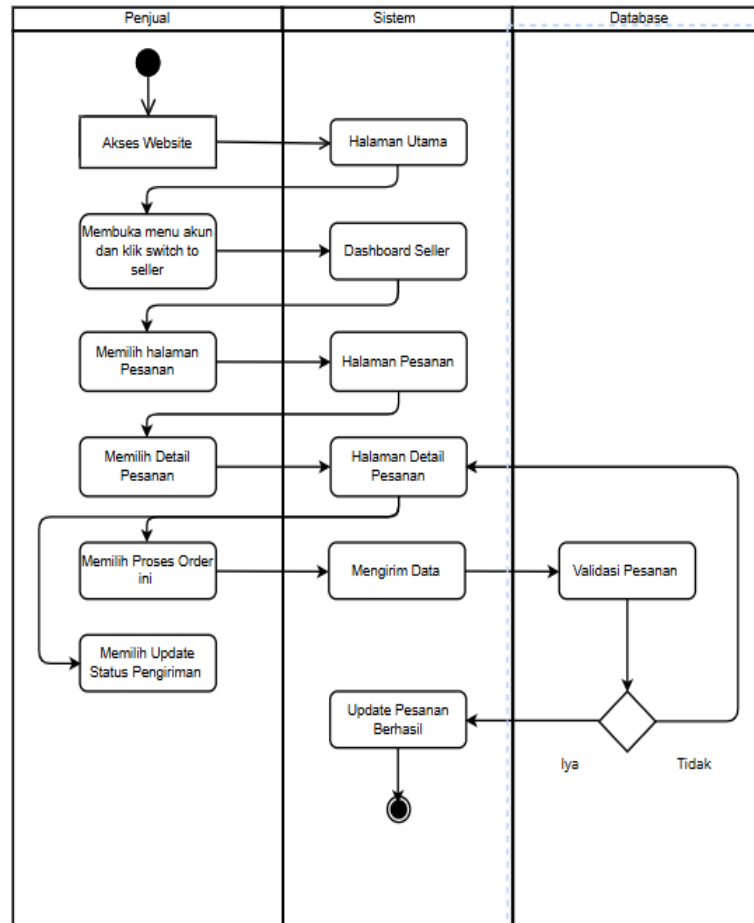 Penjual
Sistem
Database
Akses Website
Halaman Utama
Membuka menu akun
dan klik switch to
seller
Dashboard Seller
Memilih halaman
Pesanan
Halaman Pesanan
Memilih Detail
Pesanan
Halaman Detail
Pesanan
Memilih Proses Order
ini
Mengirim Data
Validasi Pesanan
Memilih Update
Status Pengiriman
Update Pesanan
Berhasil
Iya
Tidak